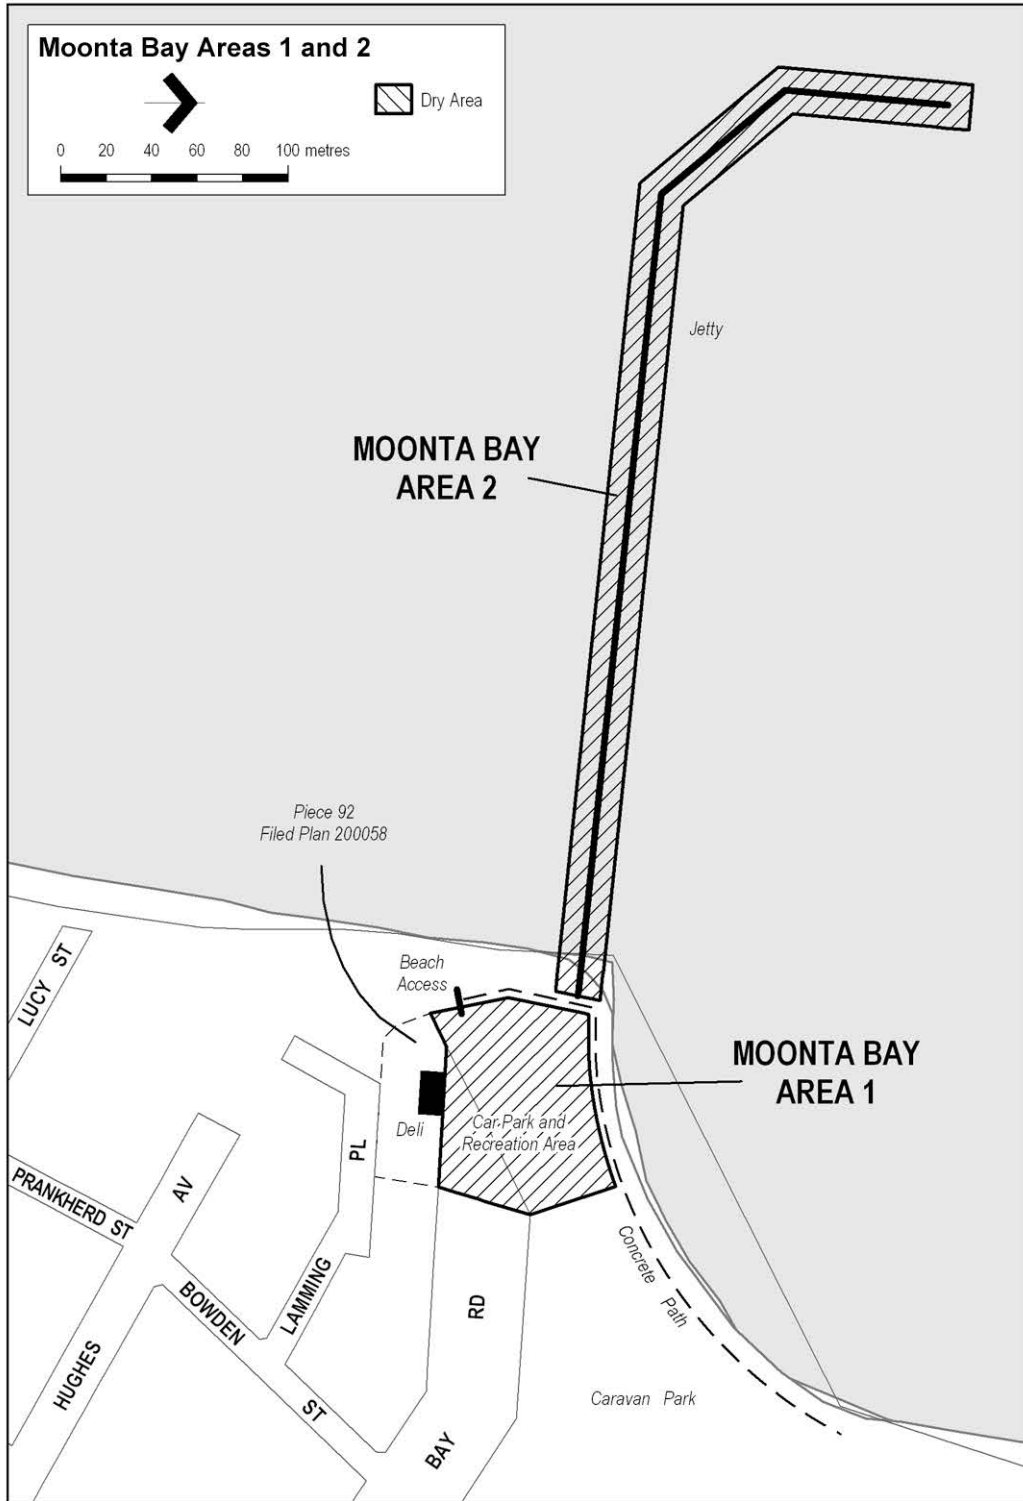 Moonta Bay Areas 1 and 2
Dry Area
0 20 40 60 80 100 metres
Jetty
MOONTA BAY
AREA 2
Piece 92
Filed Plan 200058
Beach
Access
LUCY ST
MOONTA BAY
AREA 1
Car Park and
Recreation Area
Deli
PL
LAMMING
PRANKHERD ST
AV
HUGHES
BOWDEN
ST
RD
BAY
Concrete Path
Caravan Park